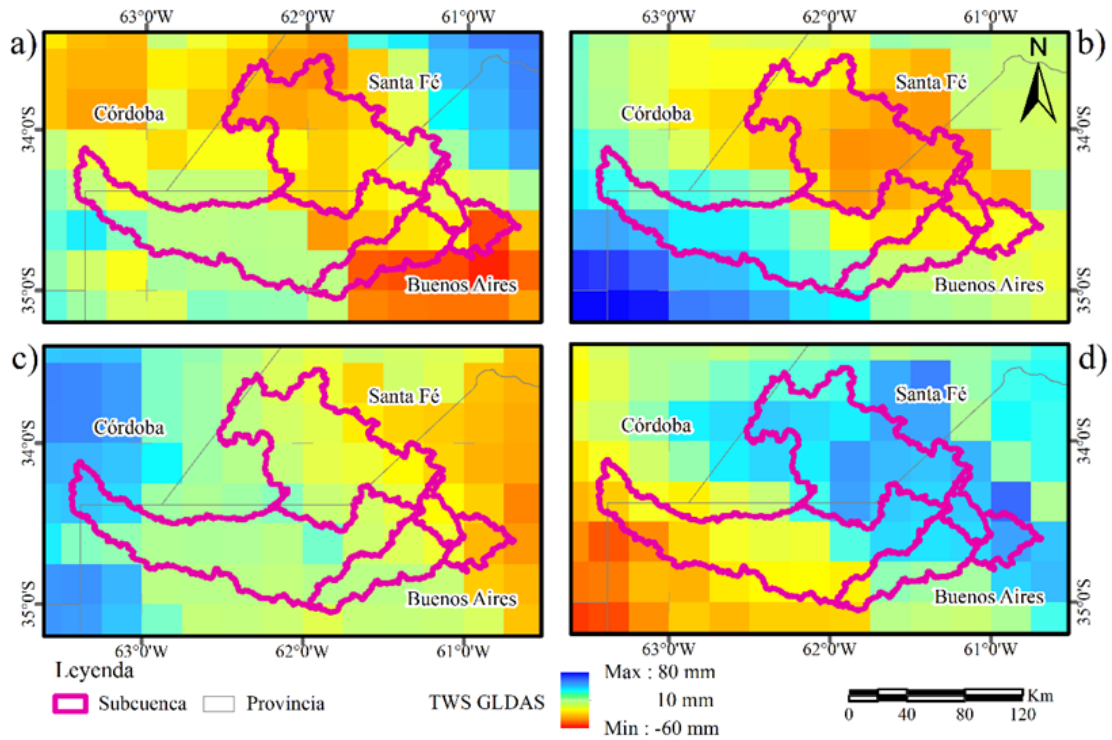 63°0'W 62°0'W 61°0'W 63°0'W 62°0'W 61°0'W
a)
b)
N
Santa Fé
Santa Fé
Córdoba
Córdoba
34°0'S
34°0'S
Buenos Aires
Buenos Aires
35°0'S
35°0'S
c)
d)
Santa Fé
Santa Fé
Córdoba
Córdoba
34°0'S
34°0'S
Buenos Aires
Buenos Aires
35°0'S
35°0'S
63°0'W 62°0'W 61°0'W 63°0'W 62°0'W 61°0'W
Leyenda
Subcuenca Provincia TWS GLDAS
Max : 80 mm
10 mm
Min : -60 mm
Km
0 40 80 120